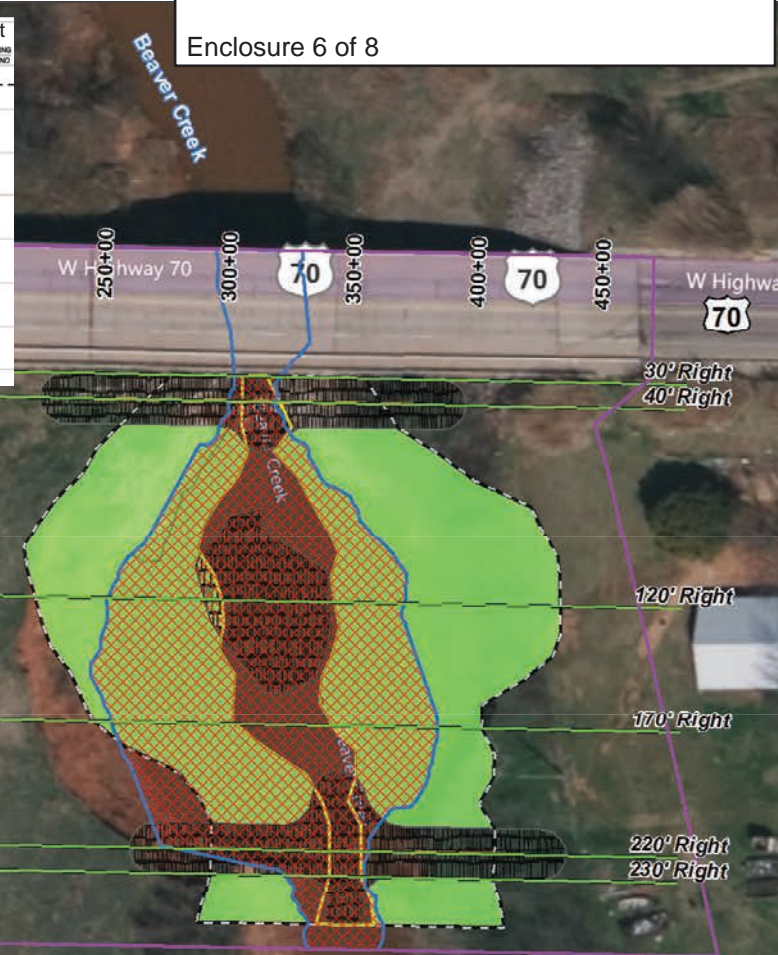 Enclosure 6 of 8
Beaver Creek
250+00
300+00
350+00
400+00
450+00
W Highway 70
70
70
W Highwa
70
30' Right
40' Right
Creek
120' Right
170' Right
220' Right
230' Right